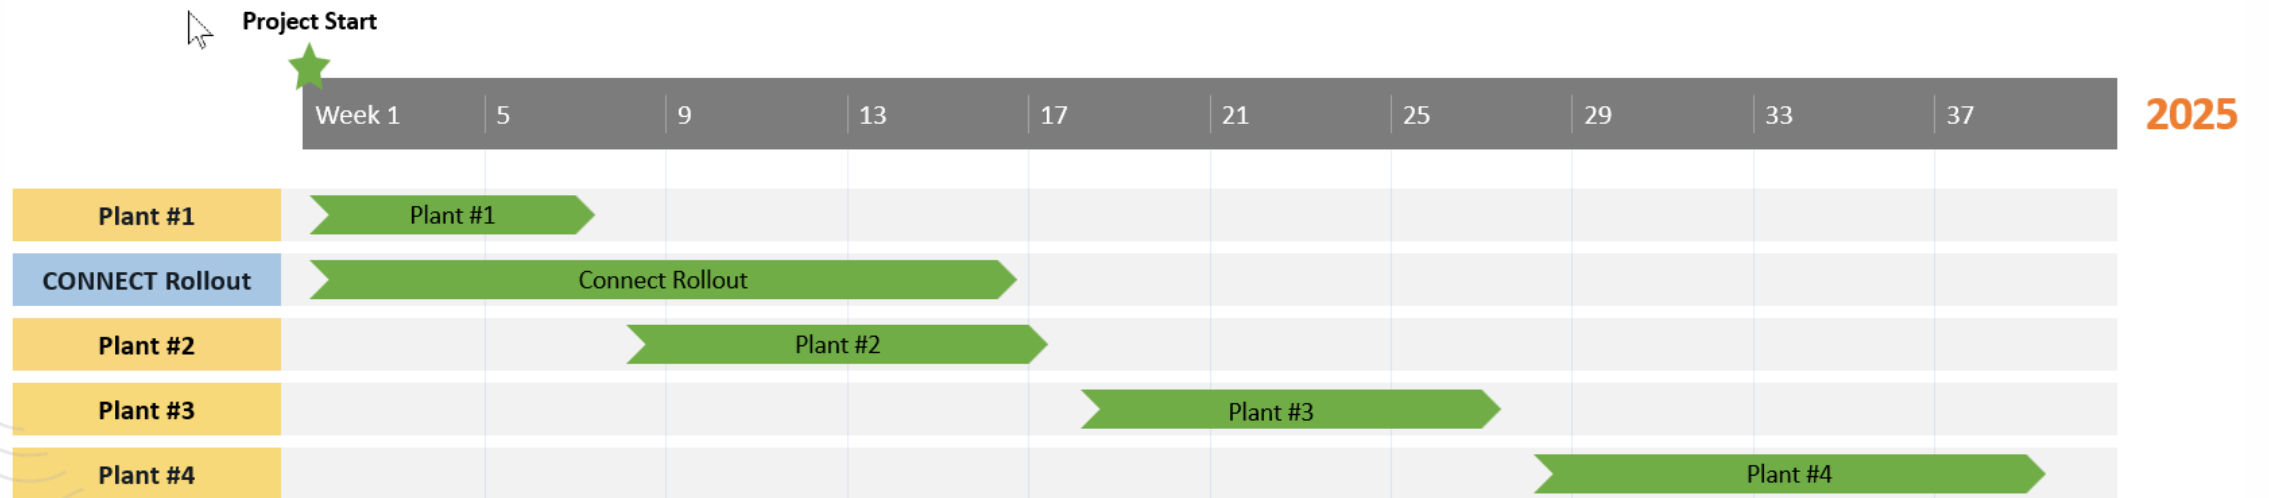 Project Start
Week 1 5 9 13 17 21 25 29 33 37 2025
Plant #1 Plant #1
CONNECT Rollout Connect Rollout
Plant #2 Plant #2
Plant #3 Plant #3
Plant #4 Plant #4